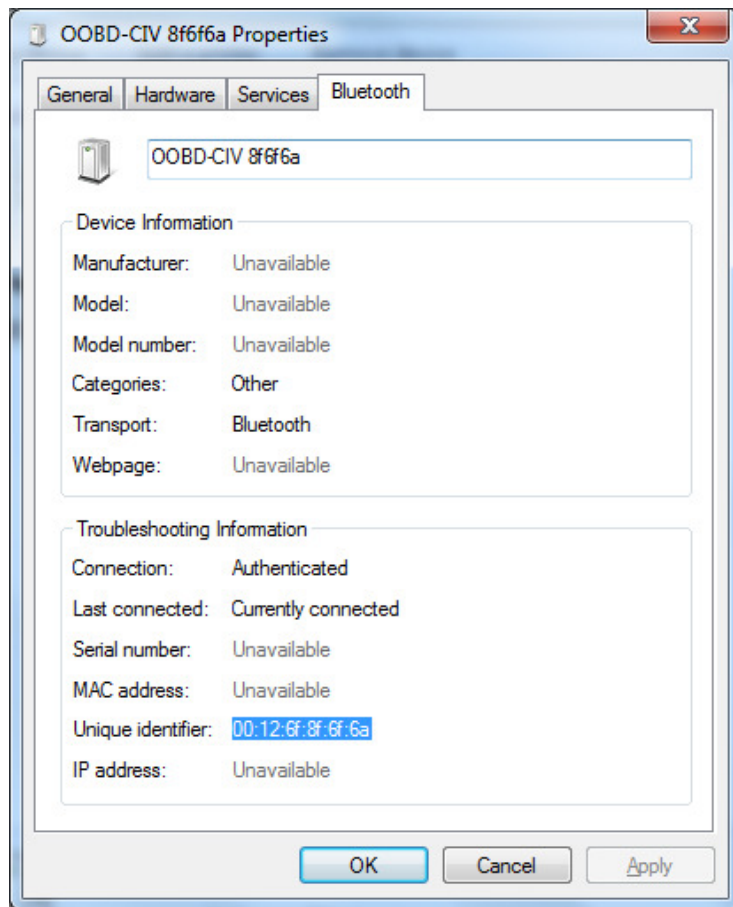 OOBD-CIV 8f6f6a Properties
General Hardware Services Bluetooth
OOBD-CIV 8f6f6a
Device Information
Manufacturer: Unavailable
Model: Unavailable
Model number: Unavailable
Categories: Other
Transport: Bluetooth
Webpage: Unavailable
Troubleshooting Information
Connection: Authenticated
Last connected: Currently connected
Serial number: Unavailable
MAC address: Unavailable
Unique identifier: 00:12:6f:8f:6f:6a
IP address: Unavailable
OK Cancel Apply